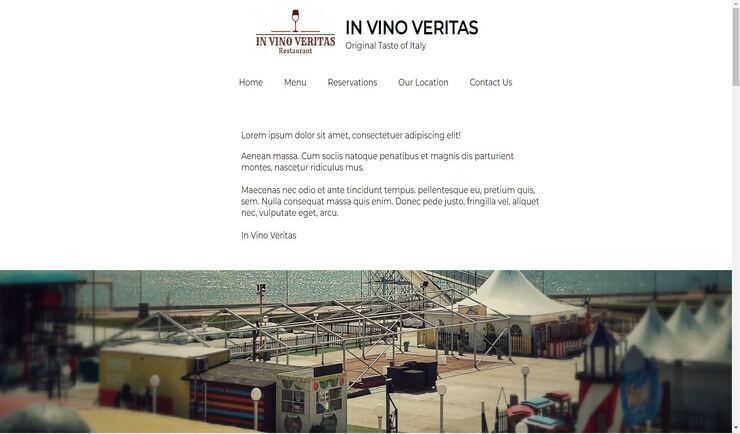 IN VINO VERITAS
Restaurant
IN VINO VERITAS
Original Taste of Italy
Home Menu Reservations Our Location Contact Us
Lorem ipsum dolor sit amet, consectetuer adipiscing elit!
Aenean massa. Cum sociis natoque penatibus et magnis dis parturient
montes, nascetur ridiculus mus.
Maecenas nec odio et ante tincidunt tempus. pellentesque eu, pretium quis,
sem. Nulla consequat massa quis enim. Donec pede justo, fringilla vel, aliquet
nec, vulputate eget, arcu.
In Vino Veritas